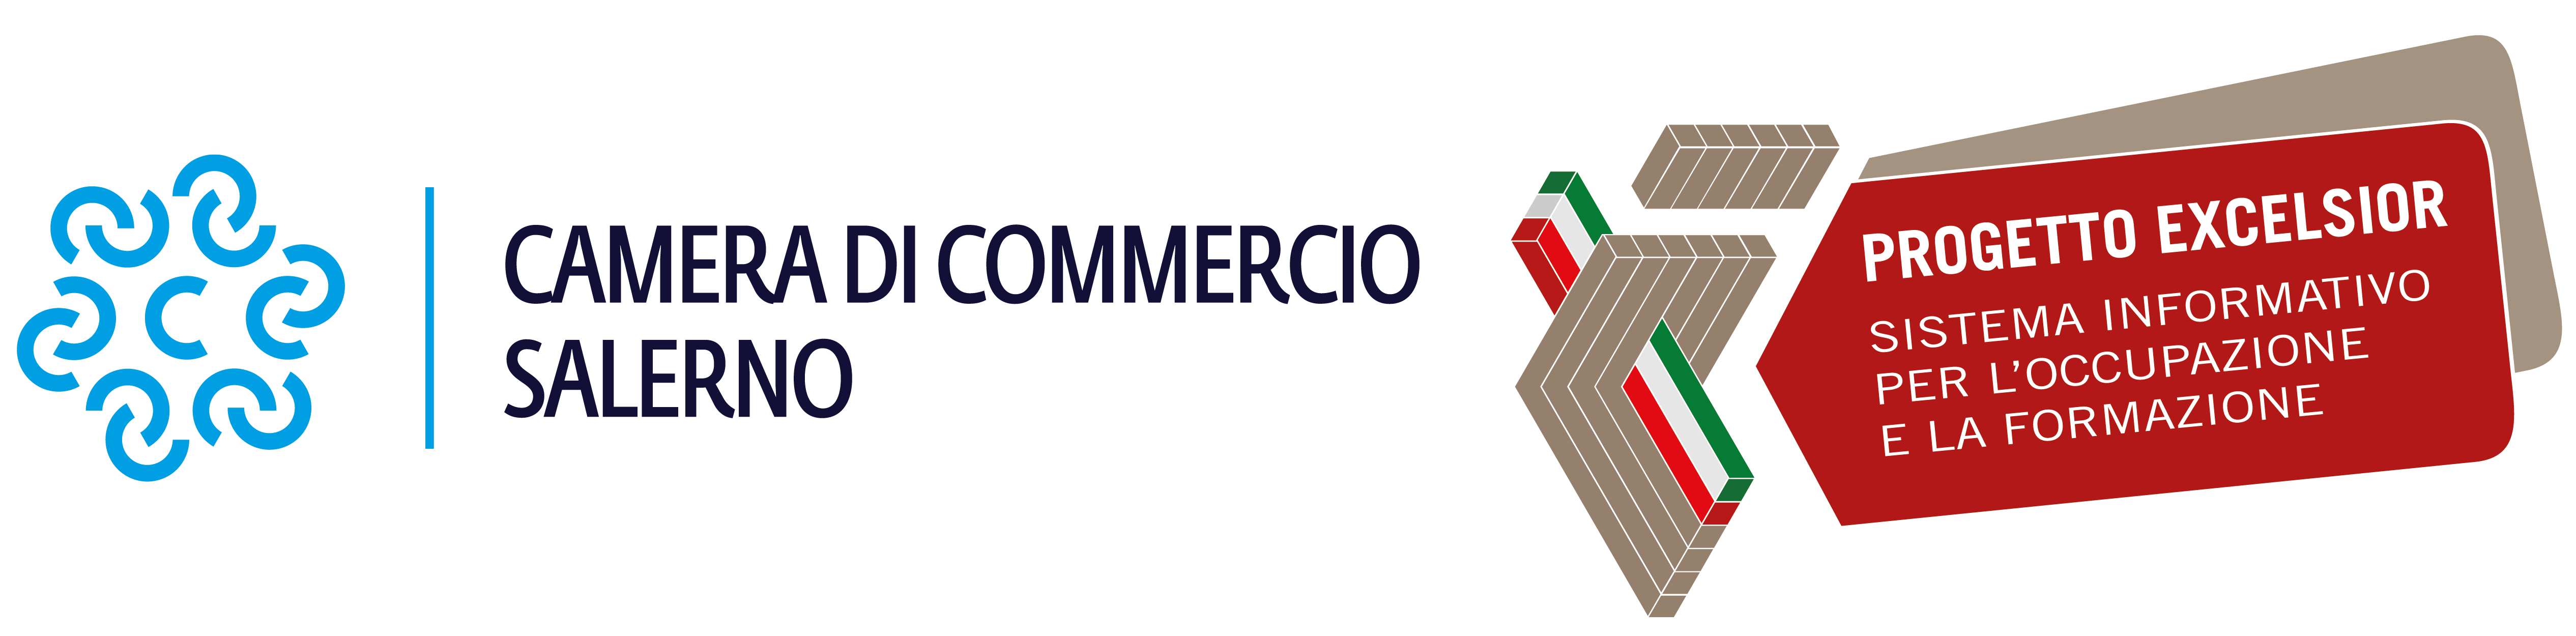 CAMERA DI COMMERCIO
SALERNO
PROGETTO EXCELSIOR
SISTEMA INFORMATIVO
PER L'OCCUPAZIONE
E LA FORMAZIONE